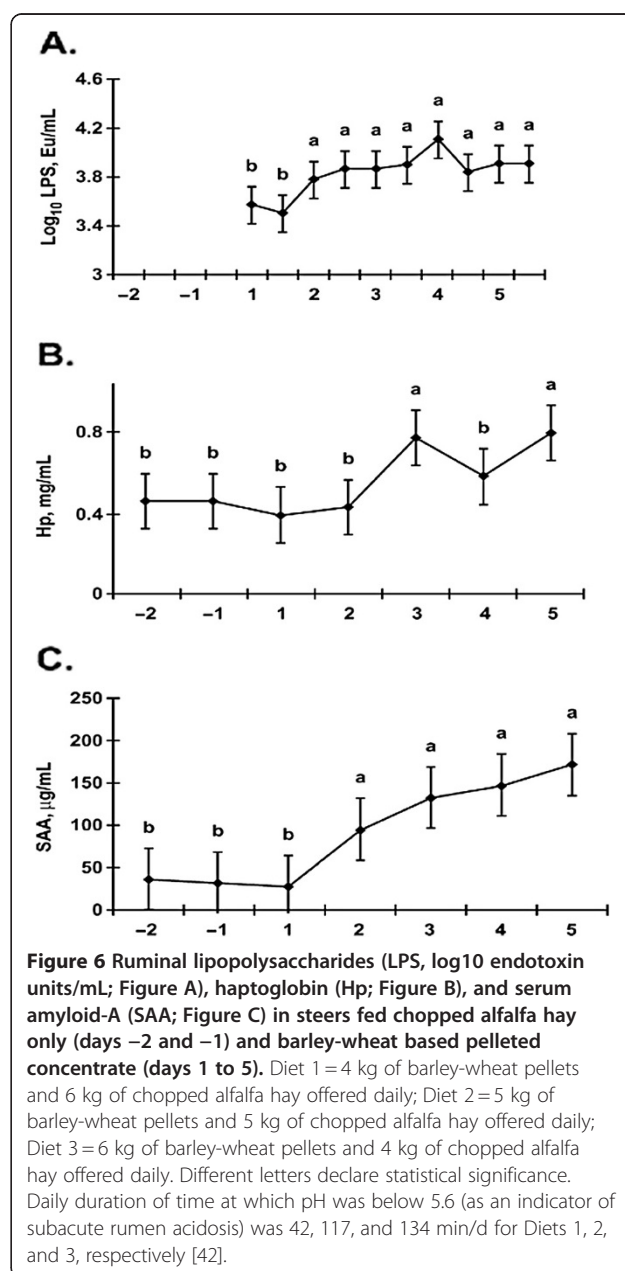 A.
4.6
4.2
3.8
3.4
3
Log10 LPS, Eu/mL
b b a a a a a a a a
−2 −1 1 2 3 4 5
B.
0.8
0.4
0
Hp, mg/mL
b b b b a b a
−2 −1 1 2 3 4 5
C.
250
200
150
100
50
0
SAA, µg/mL
b b b a a a a
−2 −1 1 2 3 4 5
Figure 6 Ruminal lipopolysaccharides (LPS, log10 endotoxin
units/mL; Figure A), haptoglobin (Hp; Figure B), and serum
amyloid-A (SAA; Figure C) in steers fed chopped alfalfa hay
only (days −2 and −1) and barley-wheat based pelleted
concentrate (days 1 to 5). Diet 1 = 4 kg of barley-wheat pellets
and 6 kg of chopped alfalfa hay offered daily; Diet 2 = 5 kg of
barley-wheat pellets and 5 kg of chopped alfalfa hay offered daily;
Diet 3 = 6 kg of barley-wheat pellets and 4 kg of chopped alfalfa
hay offered daily. Different letters declare statistical significance.
Daily duration of time at which pH was below 5.6 (as an indicator of
subacute rumen acidosis) was 42, 117, and 134 min/d for Diets 1, 2,
and 3, respectively [42].